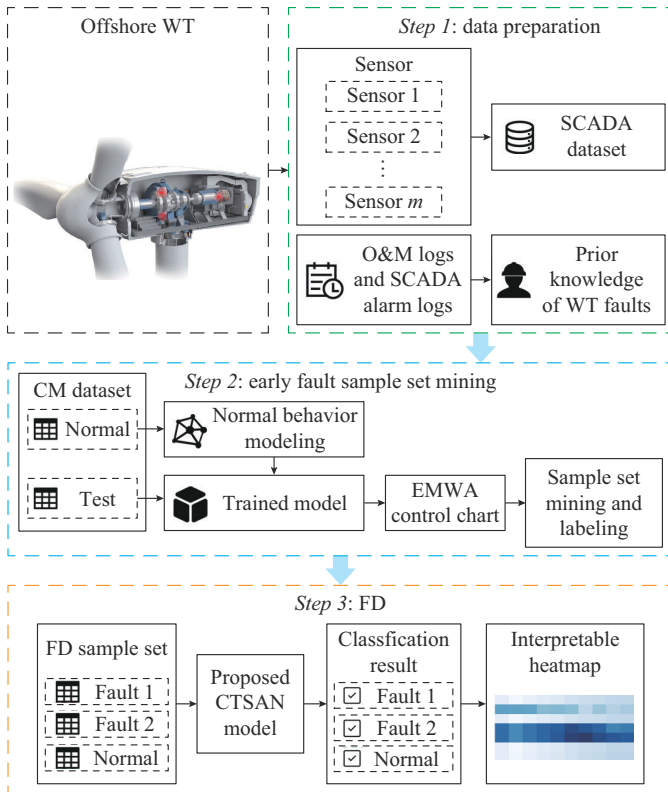 Offshore WT
Step 1: data preparation
Sensor
Sensor 1
Sensor 2
Sensor m
SCADA
dataset
O&M logs
and SCADA
alarm logs
Prior
knowledge
of WT faults
Step 2: early fault sample set mining
CM dataset
Normal
Test
Normal behavior
modeling
Trained model
EMWA
control chart
Sample set
mining and
labeling
Step 3: FD
FD sample set
Fault 1
Fault 2
Normal
Proposed
CTSAN
model
Classfication
result
Fault 1
Fault 2
Normal
Interpretable
heatmap